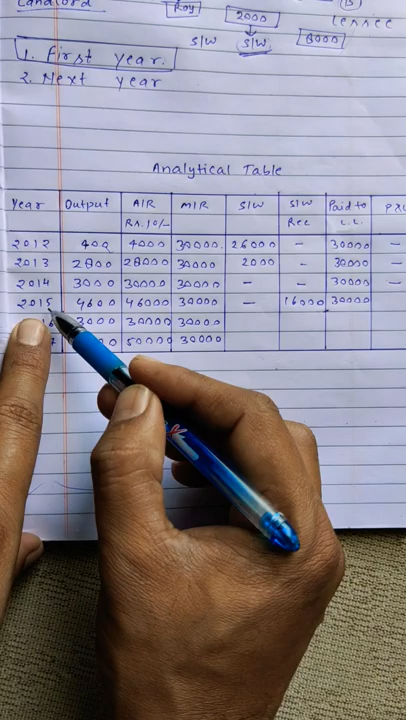 Landlord
Roy
2000
lessee
S/W
S/W
8000
1. First year.
2. Next year
Analytical Table
Year Output A/R M/R S/W S/W Paid to PXL
Rs. 10/- Rec L.L.
2012 400 4000 30000. 26000 — 30000 —
2013 2800 28000 30000 2000 — 30000 —
2014 3000 30000 30000 — — 30000 —
2015 4600 46000 30000 — 16000 30000
3000 30000 30000
50000 30000